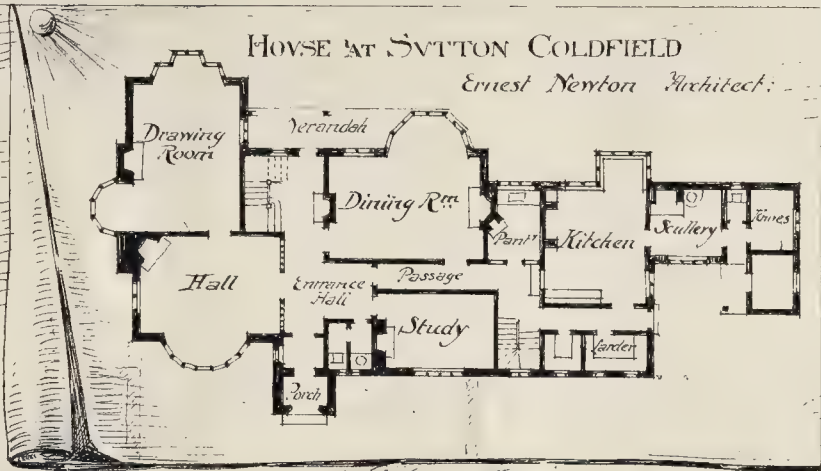 HOVSE AT SVTTON COLDFIELD
Ernest Newton Architect:
Drawing
Room
Verandah
Dining Rm
Pantʸ
Kitchen
Scullery
Hall
Entrance
Hall
Passage
Study
Larder
Porch